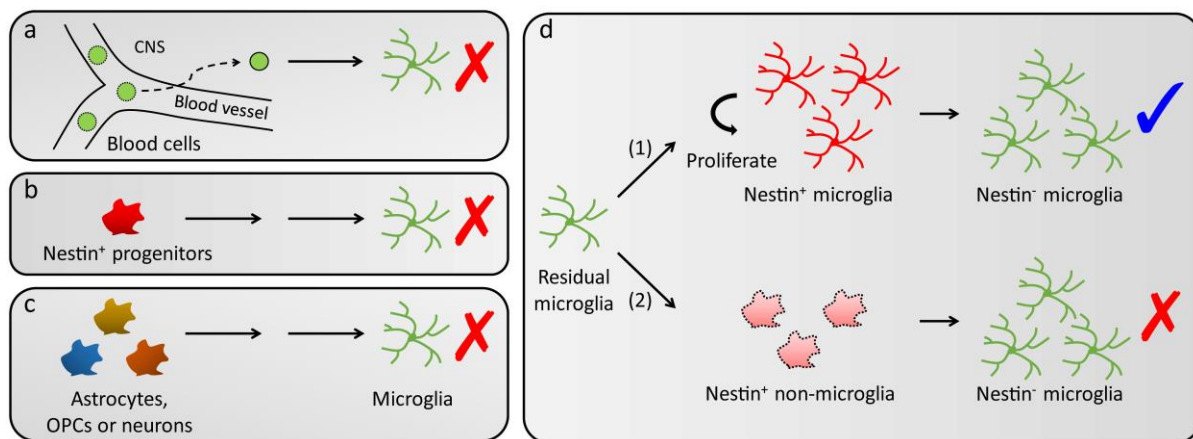 a
CNS
Blood vessel
Blood cells
b
Nestin⁺ progenitors
c
Astrocytes,
OPCs or neurons
Microglia
d
(1)
Proliferate
Nestin⁺ microglia
Nestin⁻ microglia
Residual
microglia
(2)
Nestin⁺ non-microglia
Nestin⁻ microglia